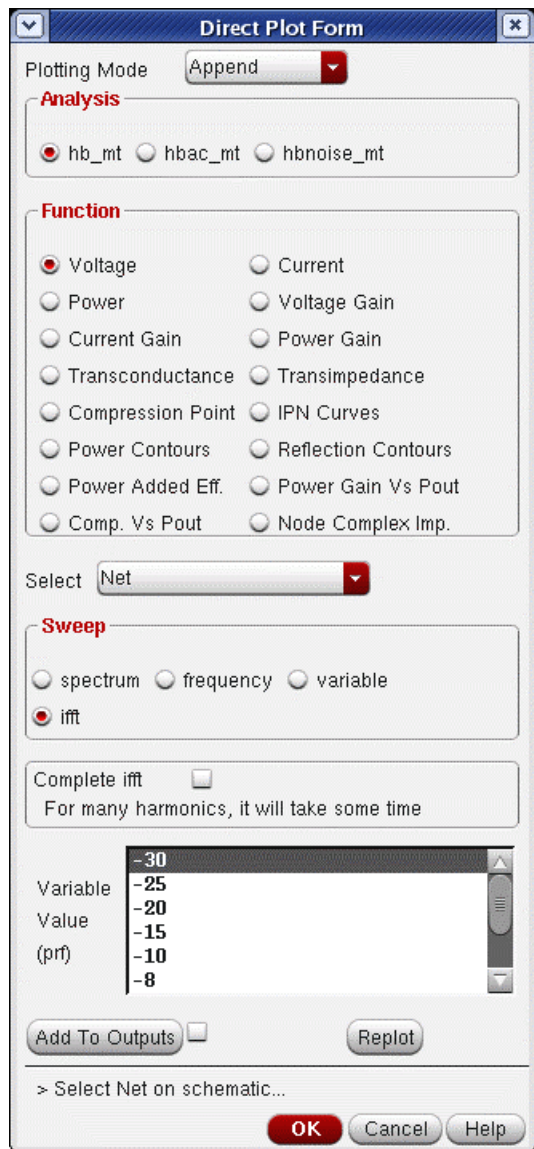 Direct Plot Form
Plotting Mode Append
Analysis
hb_mt hbac_mt hbnoise_mt
Function
Voltage Current
Power Voltage Gain
Current Gain Power Gain
Transconductance Transimpedance
Compression Point IPN Curves
Power Contours Reflection Contours
Power Added Eff. Power Gain Vs Pout
Comp. Vs Pout Node Complex Imp.
Select Net
Sweep
spectrum frequency variable
ifft
Complete ifft
For many harmonics, it will take some time
Variable
Value
(prf)
-30
-25
-20
-15
-10
-8
Add To Outputs Replot
> Select Net on schematic...
OK Cancel Help